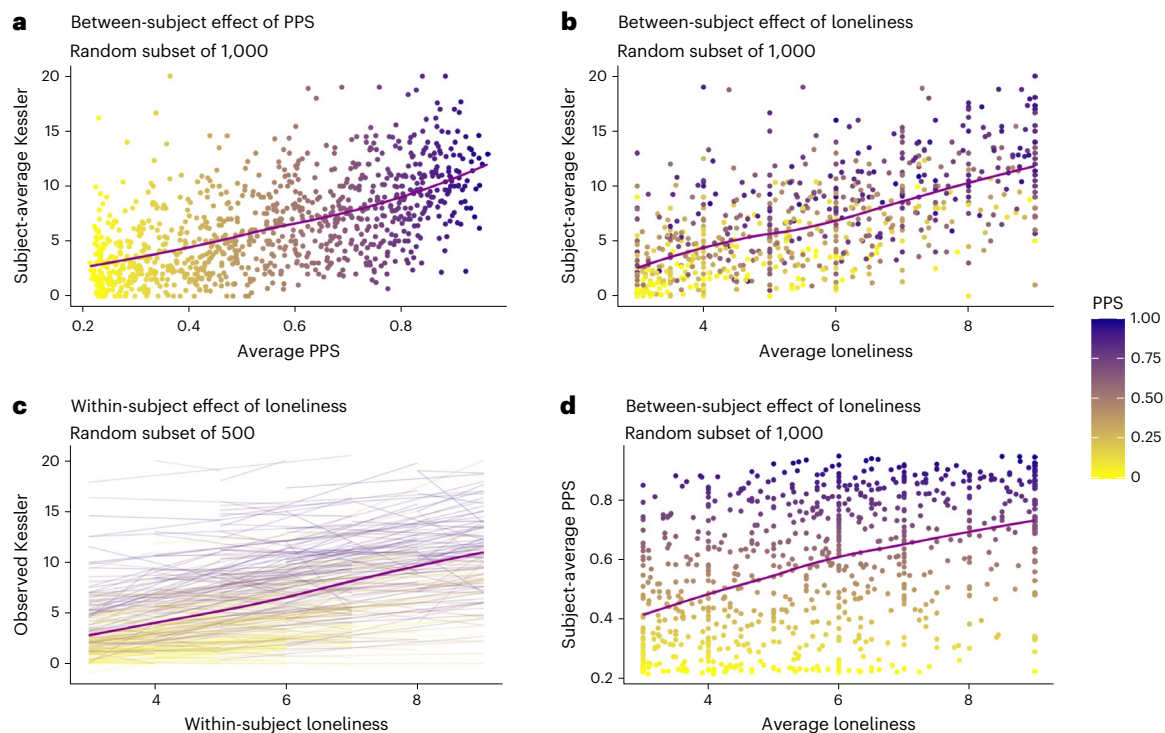 a Between-subject effect of PPS
Random subset of 1,000
Subject-average Kessler
20
15
10
5
0
0.2 0.4 0.6 0.8
Average PPS
b Between-subject effect of loneliness
Random subset of 1,000
Subject-average Kessler
20
15
10
5
0
4 6 8
Average loneliness
PPS
1.00
0.75
0.50
0.25
0
c Within-subject effect of loneliness
Random subset of 500
Observed Kessler
20
15
10
5
0
4 6 8
Within-subject loneliness
d Between-subject effect of loneliness
Random subset of 1,000
Subject-average PPS
0.8
0.6
0.4
0.2
4 6 8
Average loneliness